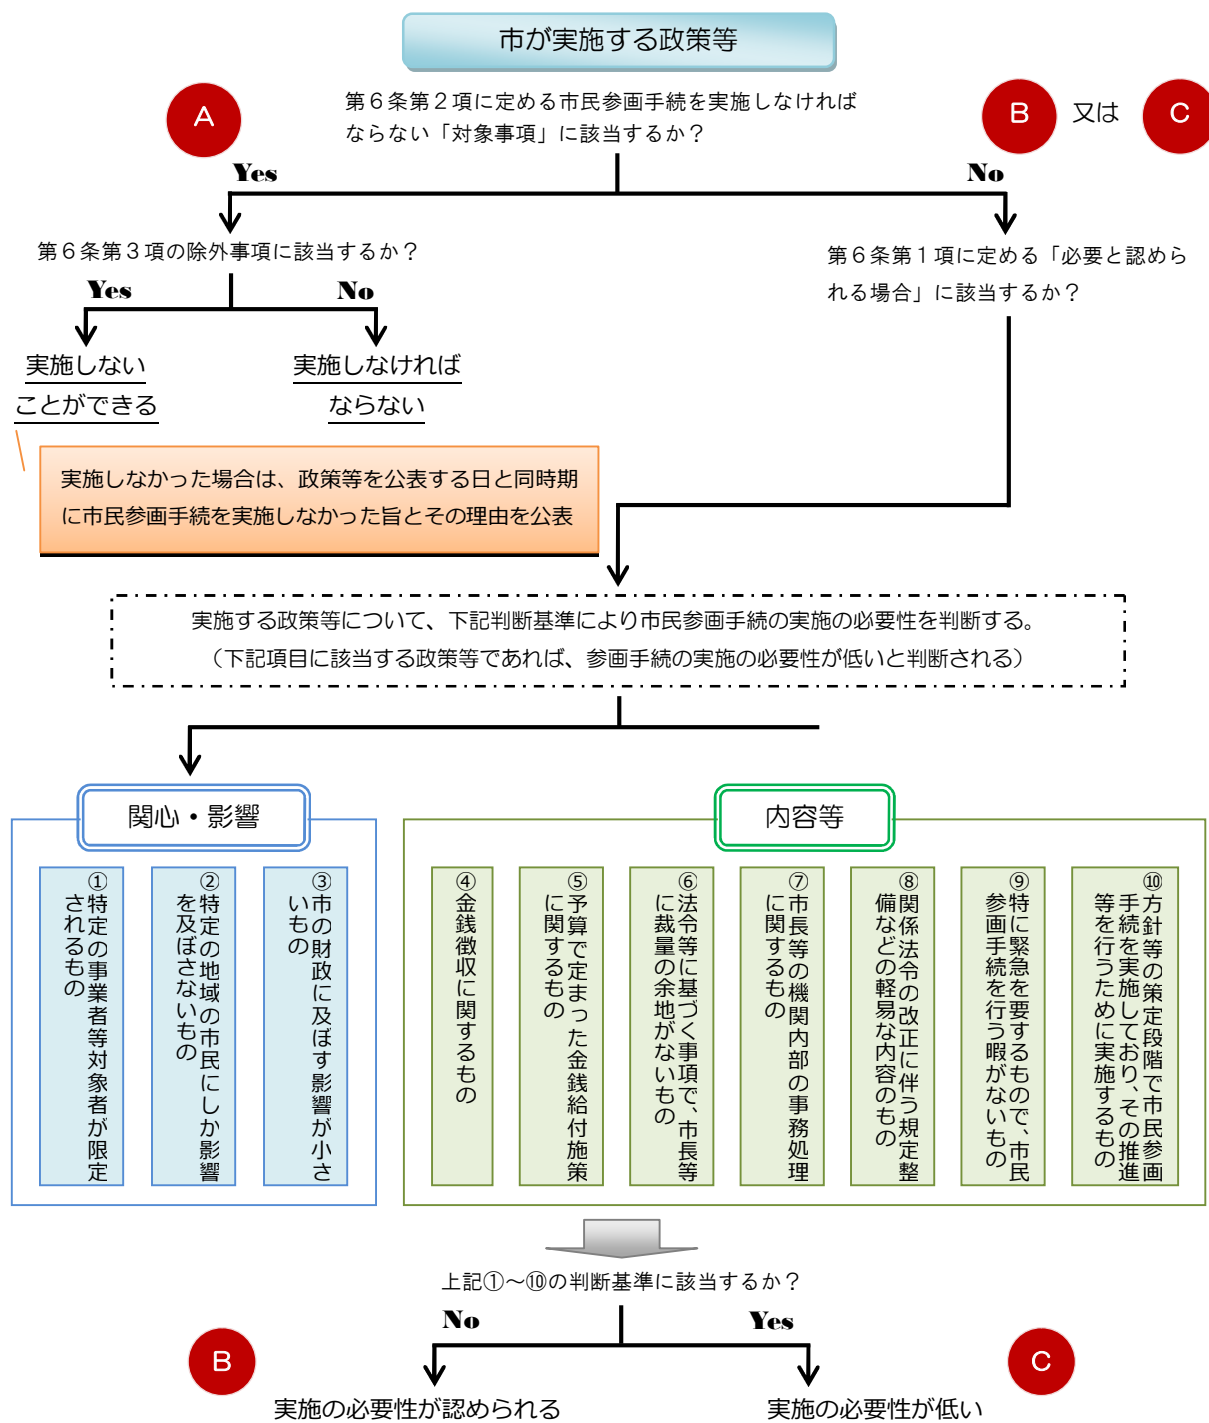 市が実施する政策等
A
第６条第２項に定める市民参画手続を実施しなければ
ならない「対象事項」に該当するか？
B 又は C
Yes
No
第６条第３項の除外事項に該当するか？
第６条第１項に定める「必要と認めら
れる場合」に該当するか？
Yes
No
実施しない
ことができる
実施しなければ
ならない
実施しなかった場合は、政策等を公表する日と同時期
に市民参画手続を実施しなかった旨とその理由を公表
実施する政策等について、下記判断基準により市民参画手続の実施の必要性を判断する。
（下記項目に該当する政策等であれば、参画手続の実施の必要性が低いと判断される）
関心・影響
①特定の事業者等対象者が限定
されるもの
②特定の地域の市民にしか影響
を及ぼさないもの
③市の財政に及ぼす影響が小さ
いもの
内容等
④金銭徴収に関するもの
⑤予算で定まった金銭給付施策
に関するもの
⑥法令等に基づく事項で、市長等
に裁量の余地がないもの
⑦市長等の機関内部の事務処理
に関するもの
⑧関係法令の改正に伴う規定整
備などの軽易な内容のもの
⑨特に緊急を要するもので、市民
参画手続を行う暇がないもの
⑩方針等の策定段階で市民参画
手続を実施しており、その推進
等を行うために実施するもの
上記①～⑩の判断基準に該当するか？
No
Yes
B
C
実施の必要性が認められる
実施の必要性が低い